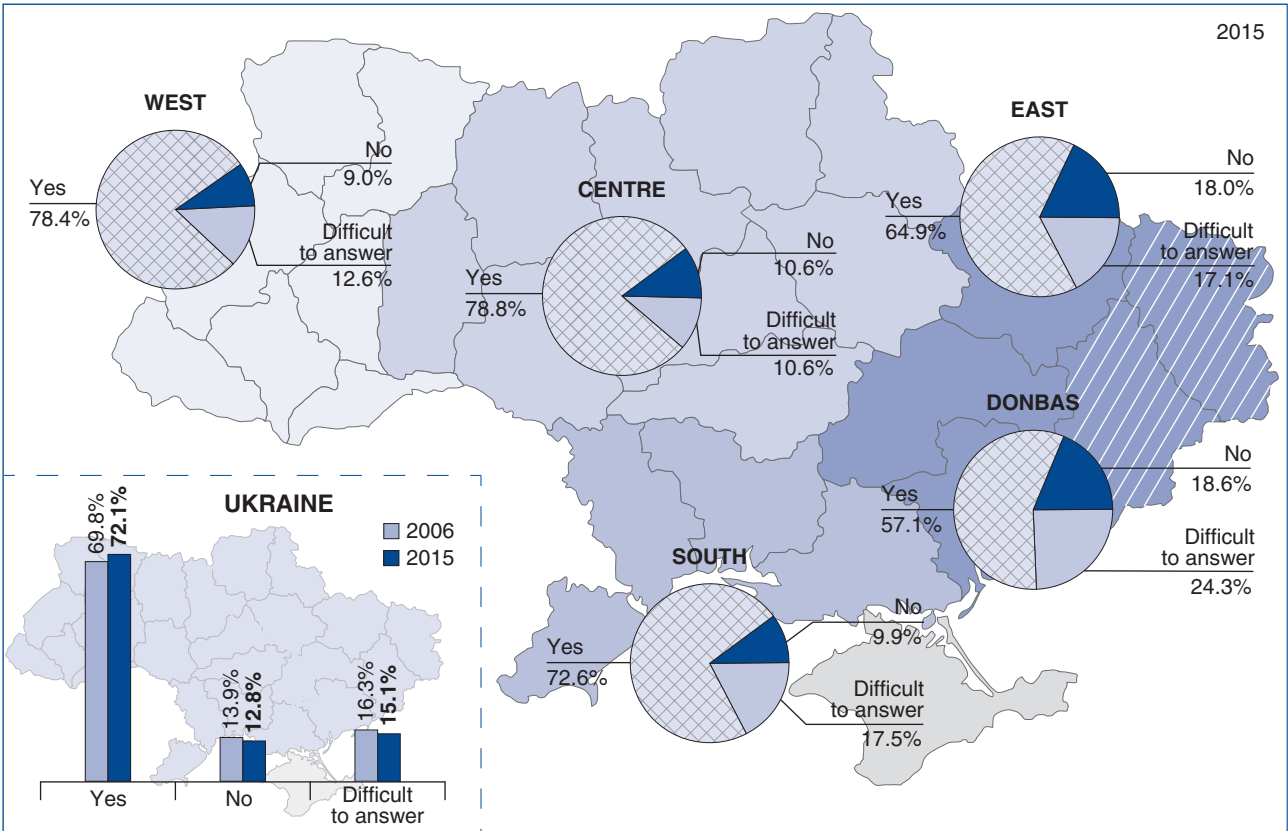 2015
WEST
Yes
78.4%
No
9.0%
Difficult
to answer
12.6%
CENTRE
Yes
78.8%
No
10.6%
Difficult
to answer
10.6%
EAST
Yes
64.9%
No
18.0%
Difficult
to answer
17.1%
DONBAS
Yes
57.1%
No
18.6%
Difficult
to answer
24.3%
SOUTH
Yes
72.6%
No
9.9%
Difficult
to answer
17.5%
UKRAINE
2006
2015
69.8%
72.1%
13.9%
12.8%
16.3%
15.1%
Yes
No
Difficult
to answer